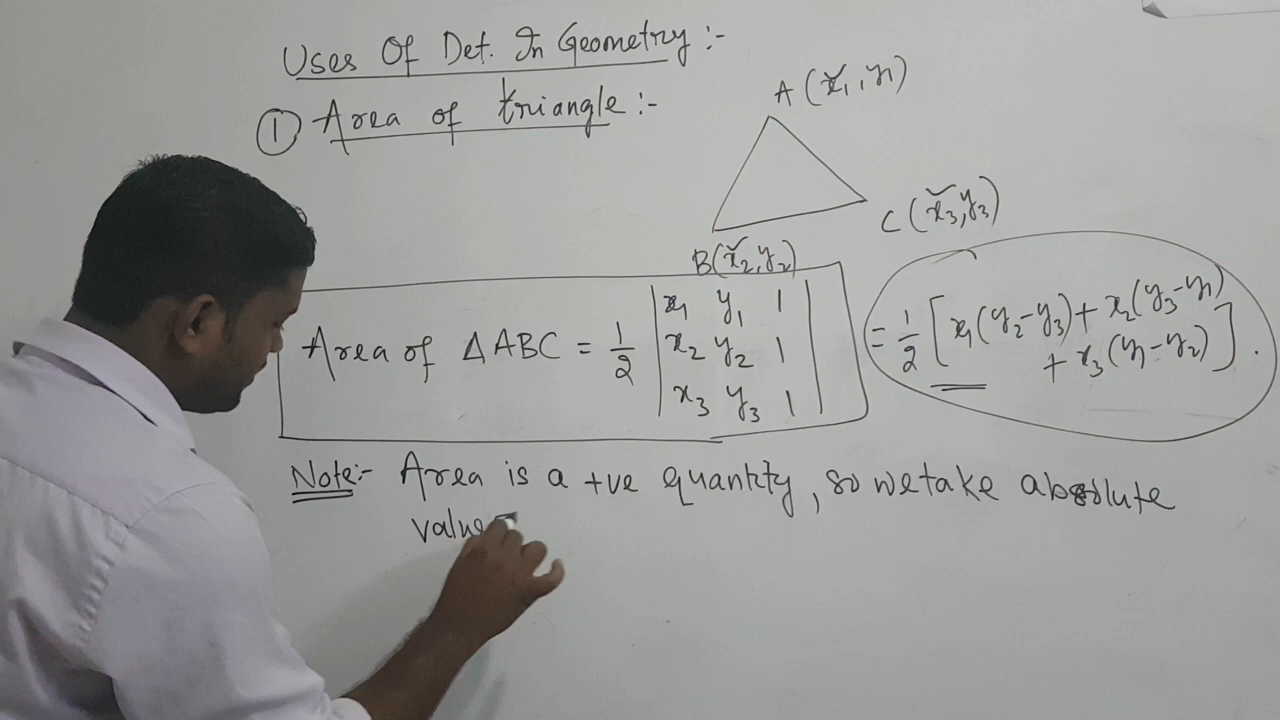 Uses Of Det. In Geometry :-
① Area of triangle :-
A (x₁, y₁)
C (x₃, y₃)
B(x₂, y₂)
Area of ΔABC = 1/2 | x₁ y₁ 1 |
| x₂ y₂ 1 |
| x₃ y₃ 1 |
= 1/2 [x₁(y₂-y₃) + x₂(y₃-y₁)
+ x₃(y₁-y₂)].
Note:- Area is a +ve quantity, so we take absolute
value